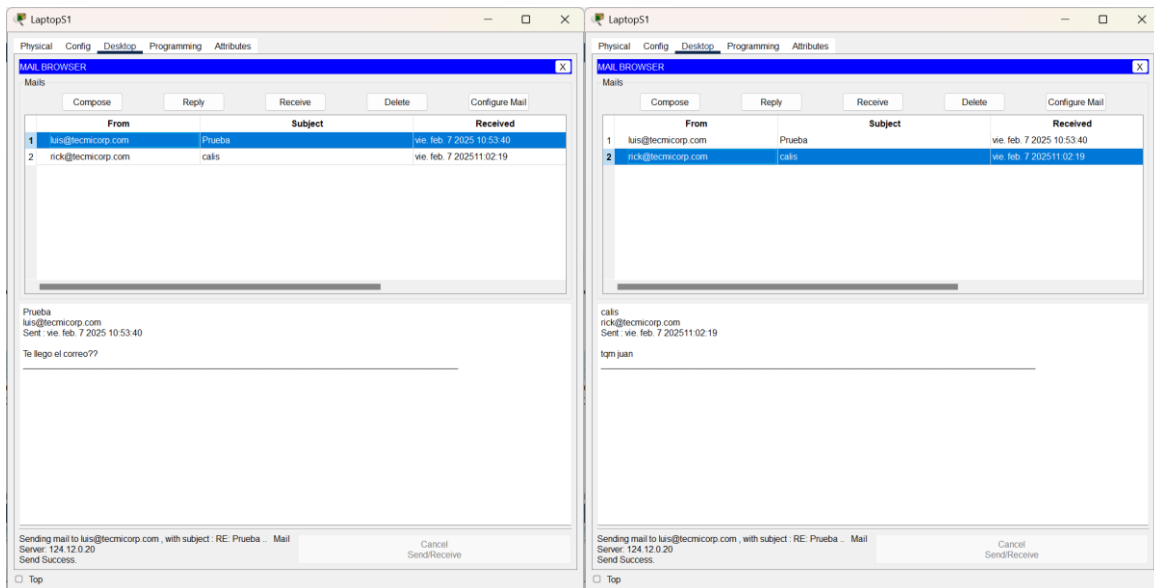 LaptopS1
Physical Config Desktop Programming Attributes
MAIL BROWSER X
Mails
Compose Reply Receive Delete Configure Mail
From Subject Received
1 luis@tecmicorp.com Prueba vie. feb. 7 2025 10:53:40
2 rick@tecmicorp.com calis vie. feb. 7 202511:02:19
Prueba
luis@tecmicorp.com
Sent : vie. feb. 7 2025 10:53:40
Te llego el correo??
Sending mail to luis@tecmicorp.com , with subject : RE: Prueba .. Mail
Server: 124.12.0.20
Send Success.
Cancel
Send/Receive
Top
LaptopS1
Physical Config Desktop Programming Attributes
MAIL BROWSER X
Mails
Compose Reply Receive Delete Configure Mail
From Subject Received
1 luis@tecmicorp.com Prueba vie. feb. 7 2025 10:53:40
2 rick@tecmicorp.com calis vie. feb. 7 202511:02:19
calis
rick@tecmicorp.com
Sent : vie. feb. 7 202511:02:19
tqm juan
Sending mail to luis@tecmicorp.com , with subject : RE: Prueba .. Mail
Server: 124.12.0.20
Send Success.
Cancel
Send/Receive
Top